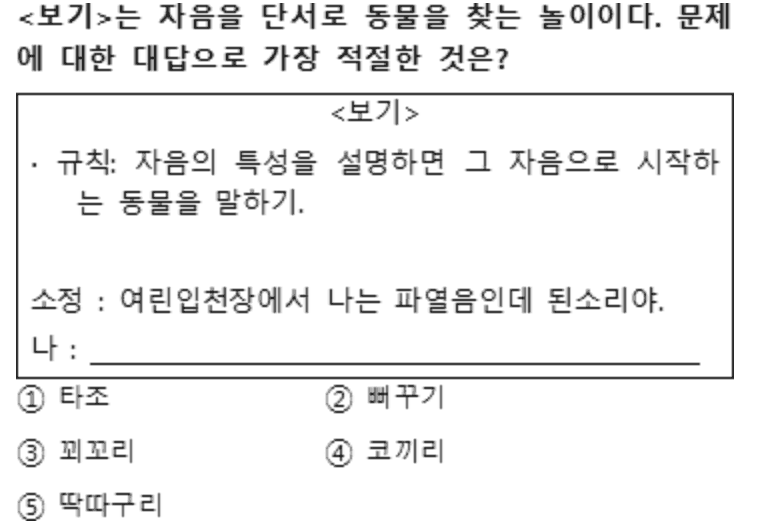 <보기>는 자음을 단서로 동물을 찾는 놀이이다. 문제
에 대한 대답으로 가장 적절한 것은?
<보기>
· 규칙: 자음의 특성을 설명하면 그 자음으로 시작하
는 동물을 말하기.
소정 : 여린입천장에서 나는 파열음인데 된소리야.
나 : 
① 타조 ② 뻐꾸기
③ 꾀꼬리 ④ 코끼리
⑤ 딱따구리